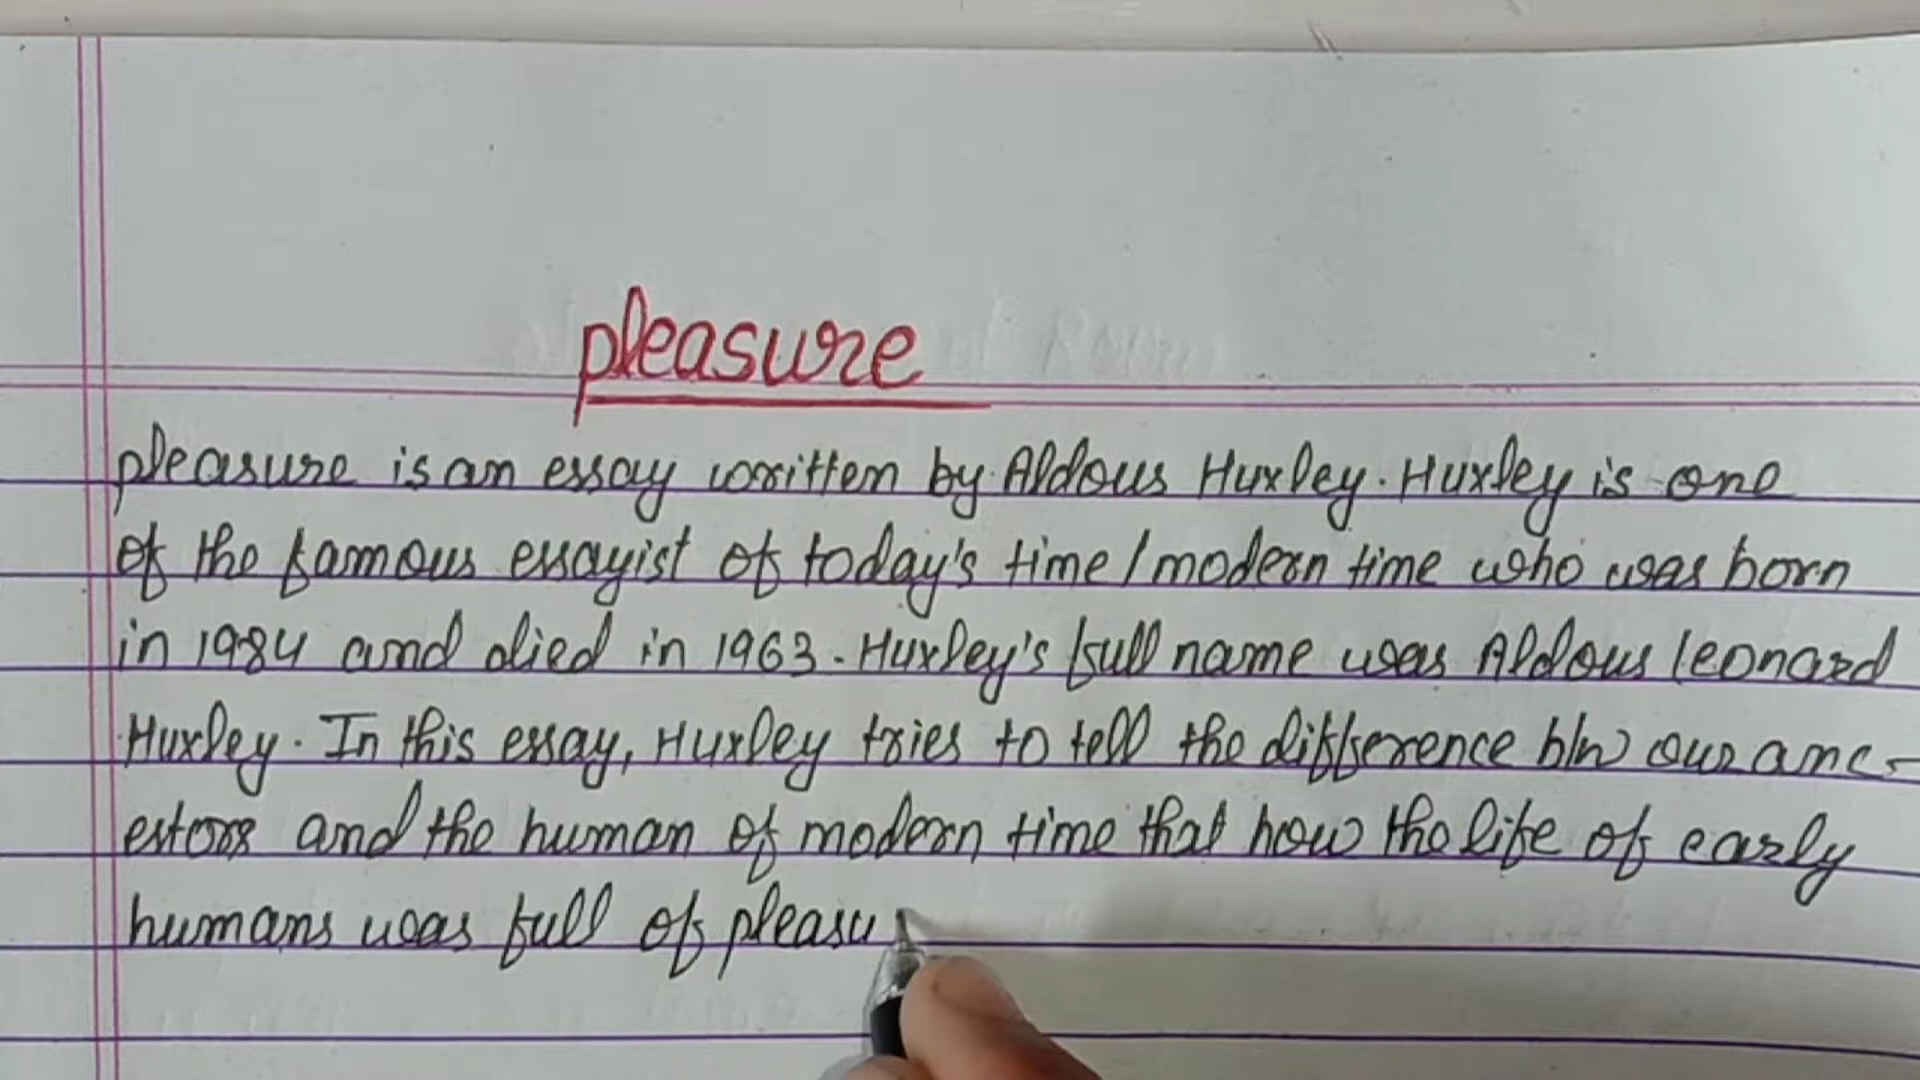 pleasure
pleasure is an essay written by Aldous Huxley. Huxley is one
of the famous essayist of today's time/modern time who was born
in 1984 and died in 1963. Huxley's full name was Aldous Leonard
Huxley. In this essay, Huxley tries to tell the difference b/w our anc-
estors and the human of modern time that how the life of early
humans was full of pleasu